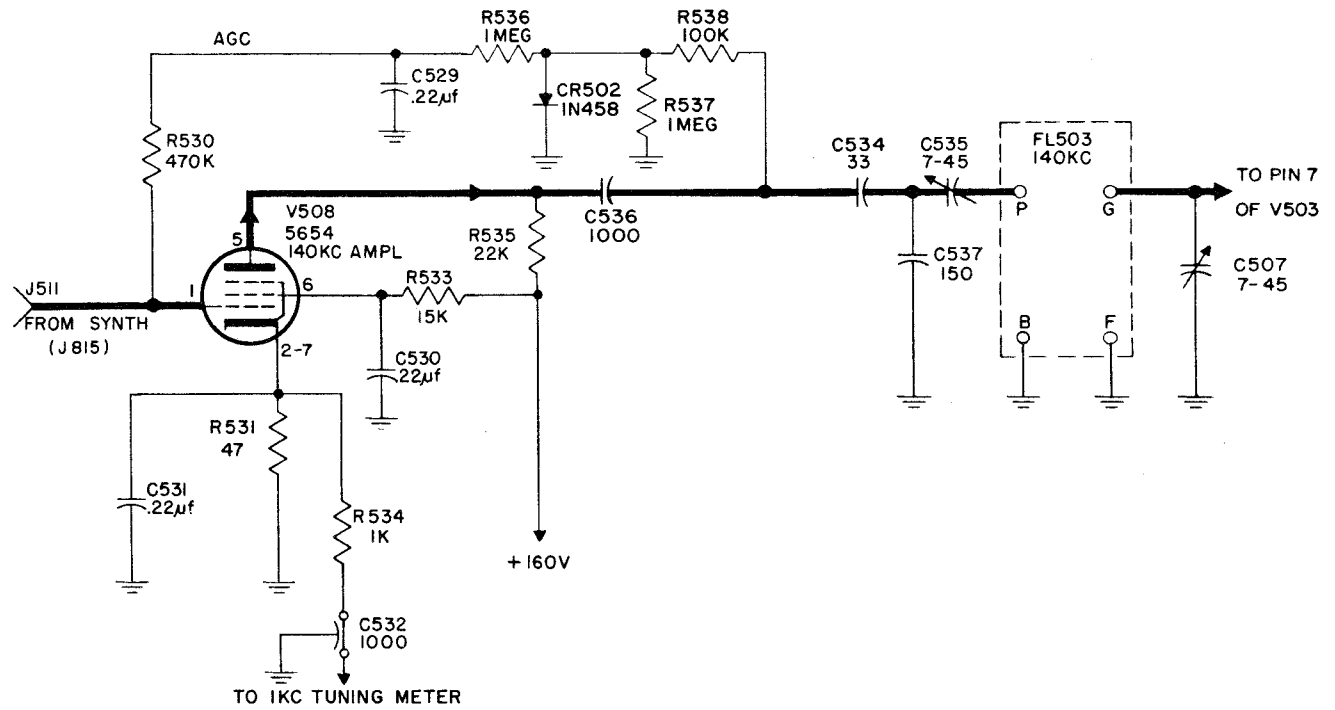 R536
1MEG
R538
100K
AGC
C529
.22µf
CR502
1N458
R537
1MEG
R530
470K
C534
33
C535
7-45
FL503
140KC
TO PIN 7
OF V503
P
G
V508
5654
140KC AMPL
5
C536
1000
R535
22K
C537
150
C507
7-45
J511
FROM SYNTH
(J815)
1
6
R533
15K
B
F
2-7
C530
.22µf
R531
47
C531
.22µf
R534
1K
+160V
C532
1000
TO 1KC TUNING METER